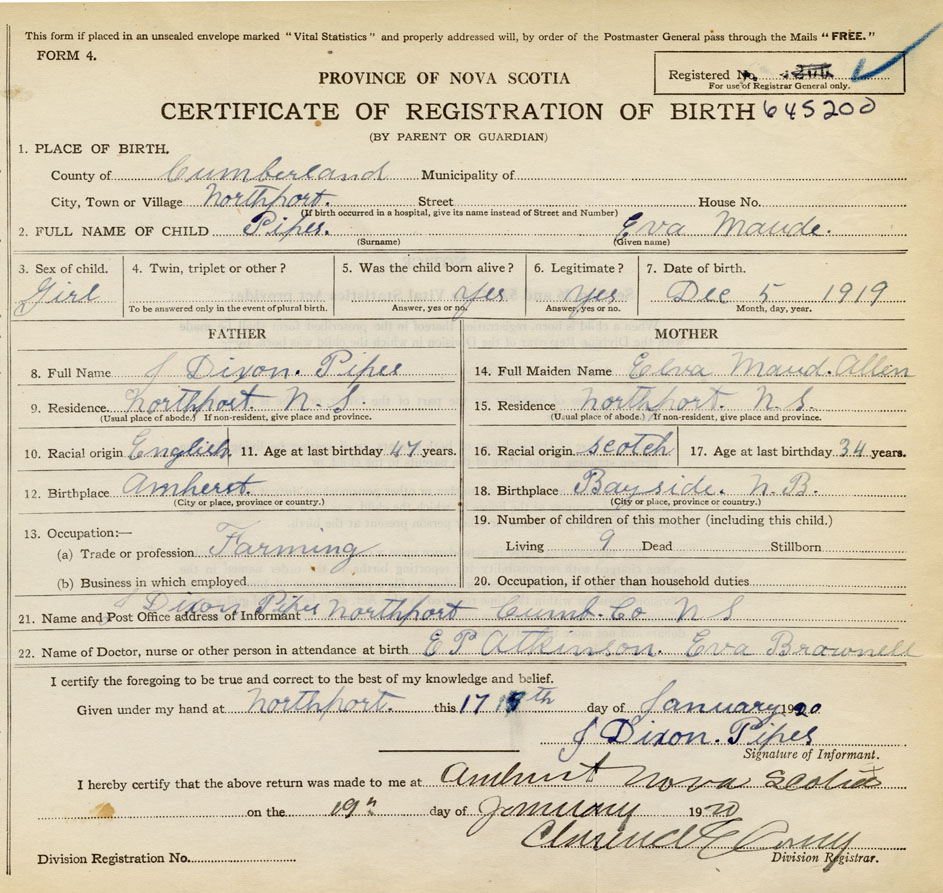 This form if placed in an unsealed envelope marked "Vital Statistics" and properly addressed will, by order of the Postmaster General pass through the Mails "FREE."
FORM 4.
Registered No.
For use of Registrar General only.
PROVINCE OF NOVA SCOTIA
CERTIFICATE OF REGISTRATION OF BIRTH 645200
(BY PARENT OR GUARDIAN)
1. PLACE OF BIRTH.
County of Cumberland Municipality of
City, Town or Village Northport. Street House No.
(If birth occurred in a hospital, give its name instead of Street and Number)
2. FULL NAME OF CHILD Pipes. Eva Maude.
(Surname) (Given name)
3. Sex of child. 4. Twin, triplet or other? 5. Was the child born alive? 6. Legitimate? 7. Date of birth.
Girl Yes Yes Dec 5 1919
To be answered only in the event of plural birth. Answer, yes or no. Answer, yes or no. Month, day, year.
FATHER MOTHER
8. Full Name J Dixon. Pipes 14. Full Maiden Name Elva Maud. Allen
9. Residence. Northport N. S 15. Residence Northport. N. S.
(Usual place of abode.) If non-resident, give place and province. (Usual place of abode.) If non-resident, give place and province.
10. Racial origin English. 11. Age at last birthday 47 years. 16. Racial origin Scotch 17. Age at last birthday 34 years.
12. Birthplace Amherst. 18. Birthplace Bayside. N. B.
(City or place, province or country.) (City or place, province or country.)
13. Occupation:— 19. Number of children of this mother (including this child.)
(a) Trade or profession Farming Living 9 Dead Stillborn
(b) Business in which employed 20. Occupation, if other than household duties
21. Name and Post Office address of Informant J Dixon Pipes Northport Cumb. Co N S
22. Name of Doctor, nurse or other person in attendance at birth E P Atkinson. Eva Brownell
I certify the foregoing to be true and correct to the best of my knowledge and belief.
Given under my hand at Northport. this 17 th day of January 1920
J Dixon. Pipes
Signature of Informant.
I hereby certify that the above return was made to me at Amherst Nova Scotia
on the 19th day of January 1920
Division Registration No. Division Registrar.